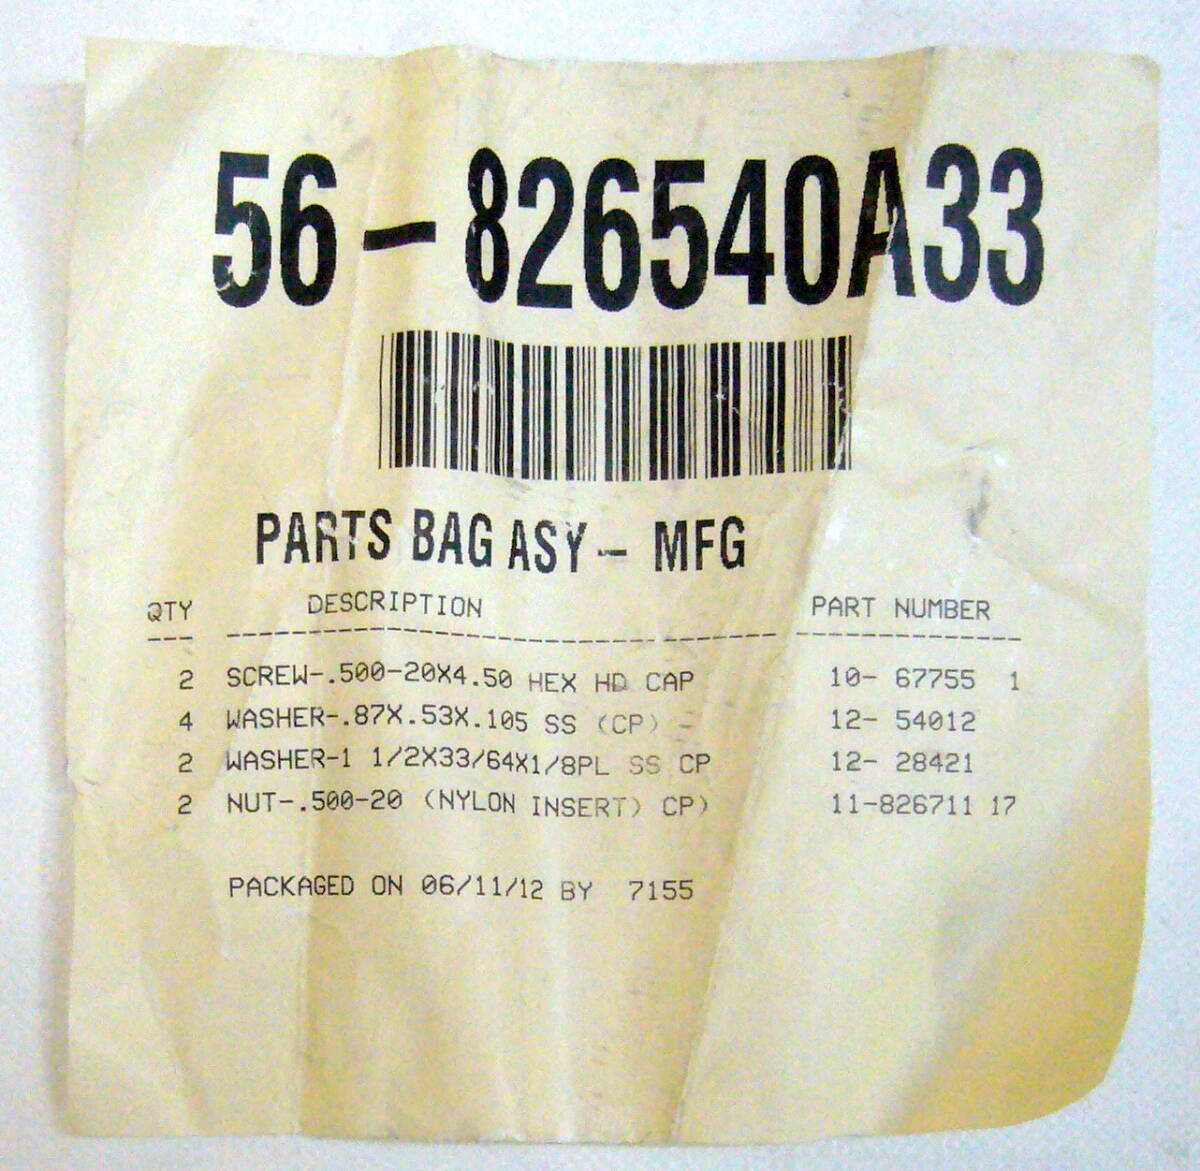 56-826540A33
PARTS BAG ASY- MFG
QTY DESCRIPTION PART NUMBER
2 SCREW-.500-20X4.50 HEX HD CAP 10- 67755 1
4 WASHER-.87X.53X.105 SS (CP) - 12- 54012
2 WASHER-1 1/2X33/64X1/8PL SS CP 12- 28421
2 NUT-.500-20 (NYLON INSERT) CP) 11-826711 17
PACKAGED ON 06/11/12 BY 7155